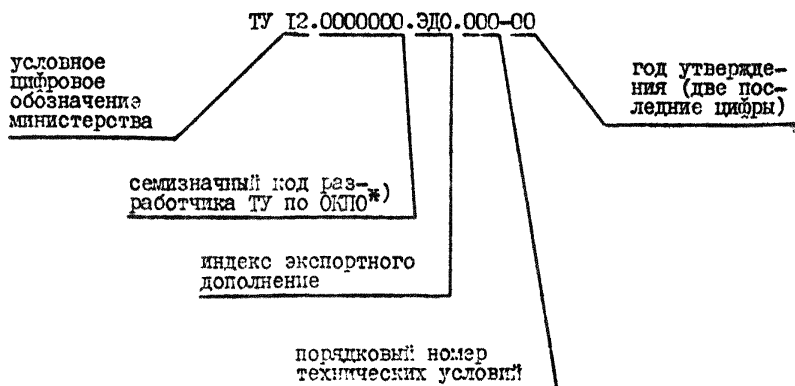 ТУ I2.0000000.ЭД0.000-00
условное
цифровое
обозначение
министерства
год утвержде-
ния (две пос-
ледние цифры)
семизначный код раз-
работчика ТУ по ОКПО*)
индекс экспортного
дополнение
порядковый номер
технических условий